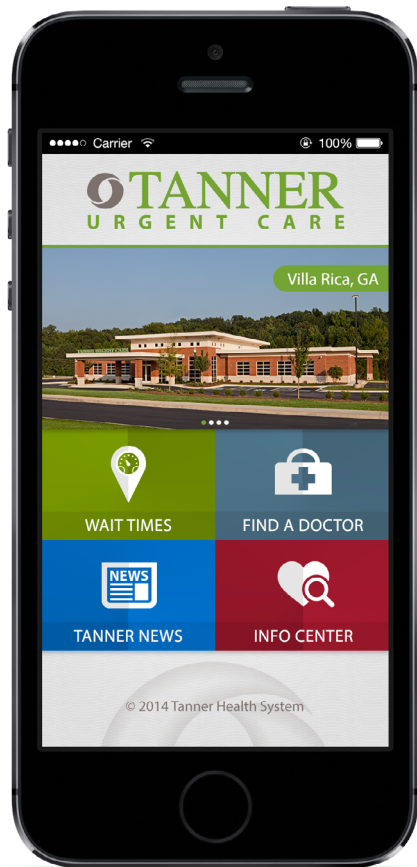 Carrier 100%
TANNER
URGENT CARE
Villa Rica, GA
WAIT TIMES
FIND A DOCTOR
NEWS
TANNER NEWS
INFO CENTER
© 2014 Tanner Health System